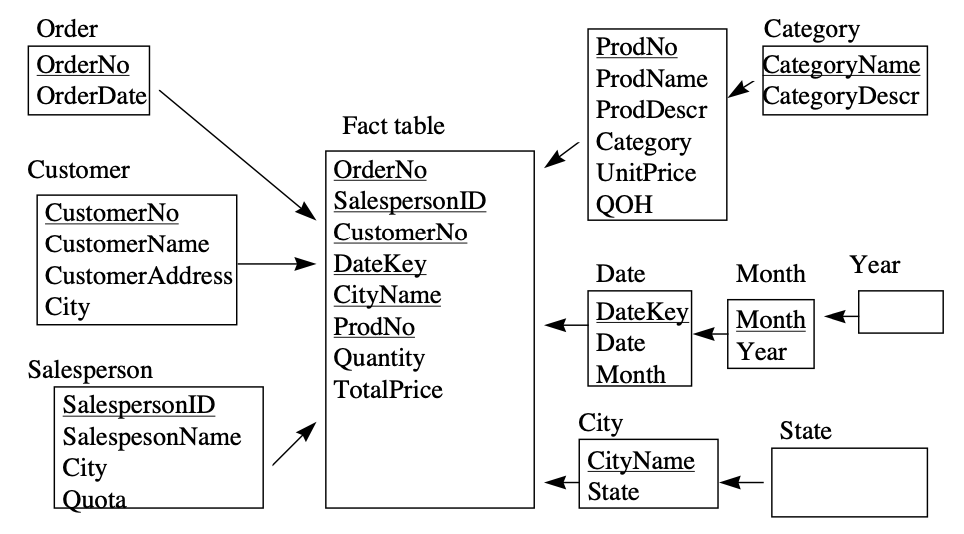 Order
OrderNo
OrderDate
Customer
CustomerNo
CustomerName
CustomerAddress
City
Salesperson
SalespersonID
SalespesonName
City
Quota
Fact table
OrderNo
SalespersonID
CustomerNo
DateKey
CityName
ProdNo
Quantity
TotalPrice
ProdNo
ProdName
ProdDescr
Category
UnitPrice
QOH
Category
CategoryName
CategoryDescr
Date
DateKey
Date
Month
Month
Month
Year
Year
City
CityName
State
State